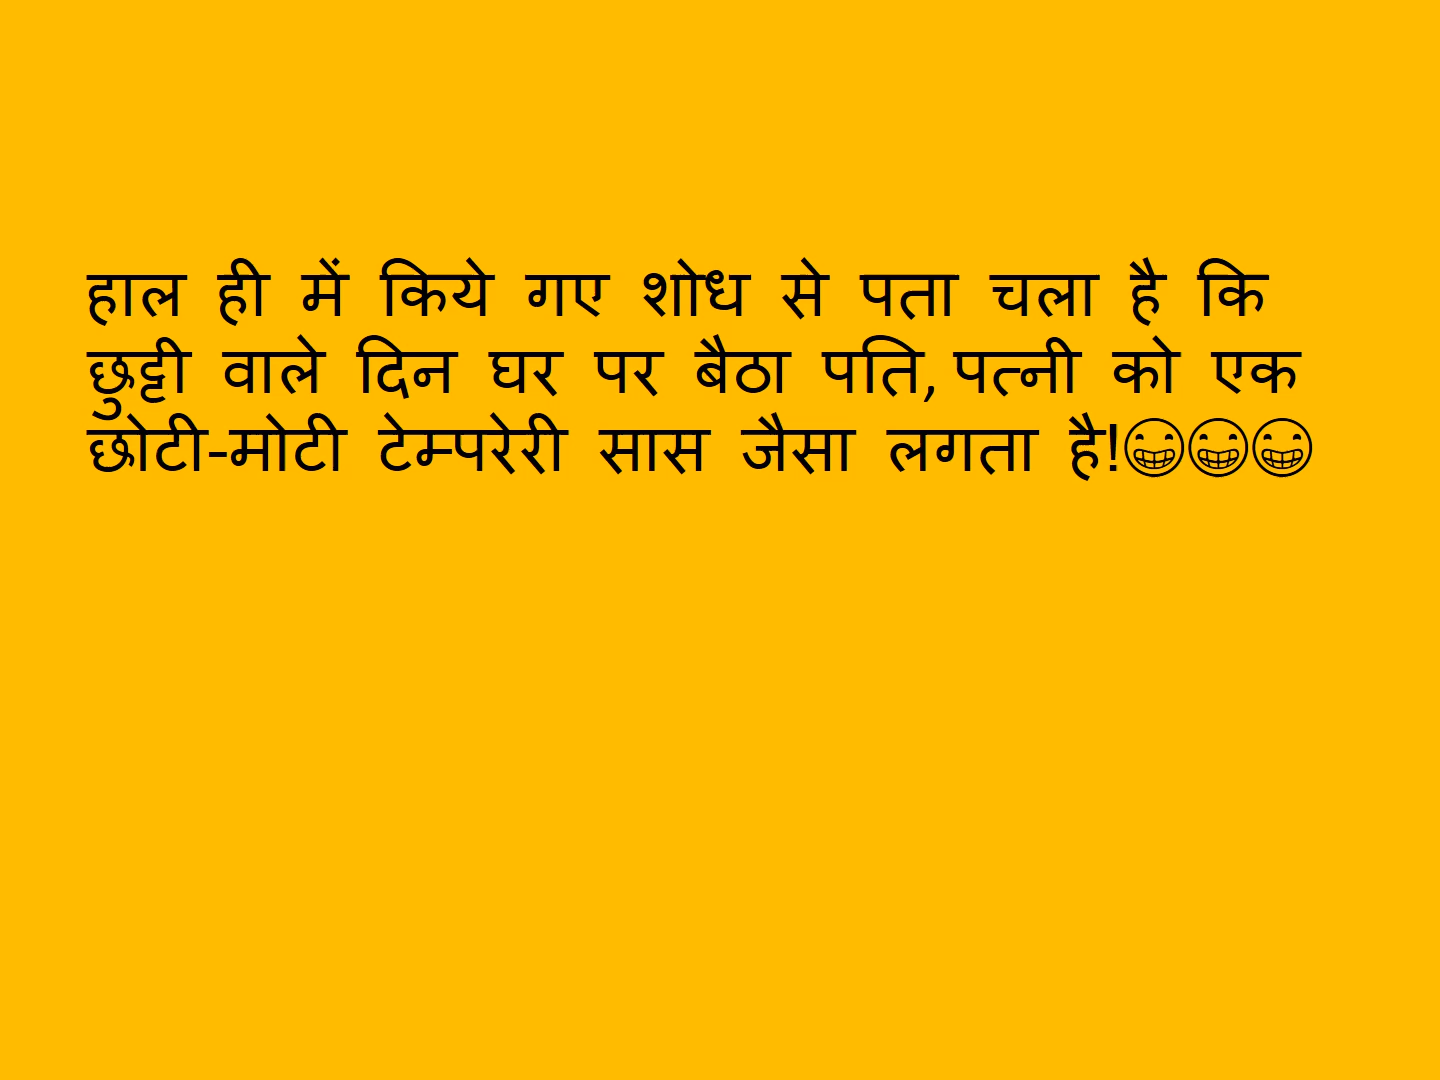 हाल ही में किये गए शोध से पता चला है कि
छुट्टी वाले दिन घर पर बैठा पति, पत्नी को एक
छोटी-मोटी टेम्परेरी सास जैसा लगता है!😁😁😁